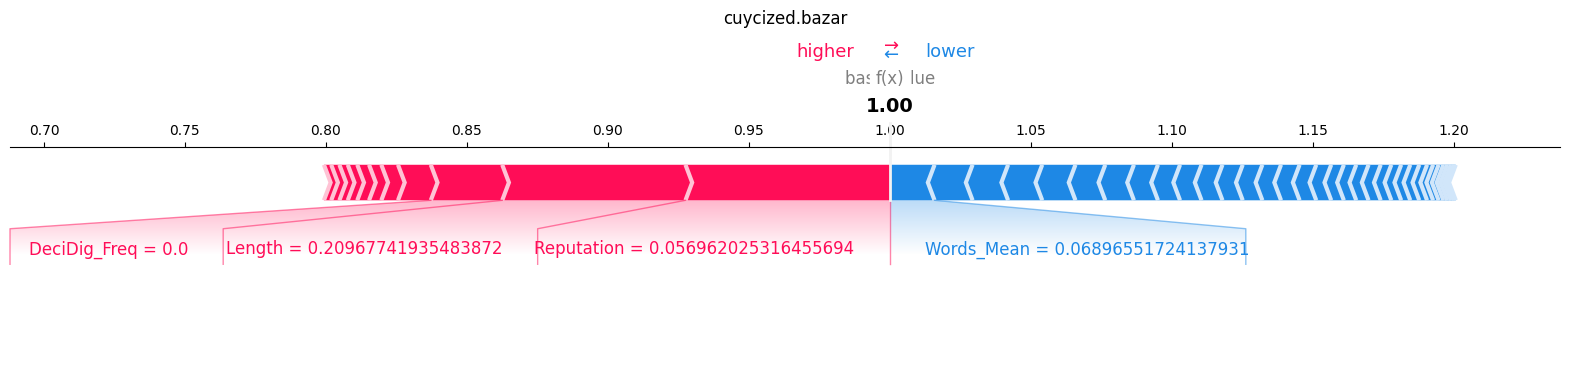 cuycized.bazar
higher → ← lower
bas f(x) lue
1.00
0.70 0.75 0.80 0.85 0.90 0.95 1.00 1.05 1.10 1.15 1.20
DeciDig_Freq = 0.0 Length = 0.20967741935483872 Reputation = 0.056962025316455694 Words_Mean = 0.06896551724137931